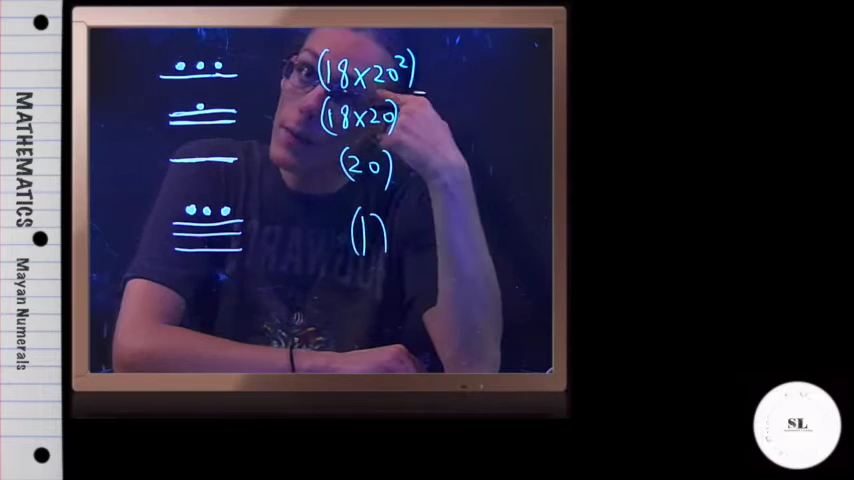 MATHEMATICS
Mayan Numerals
(18x20²)
(18x20)
(20)
(1)
SL